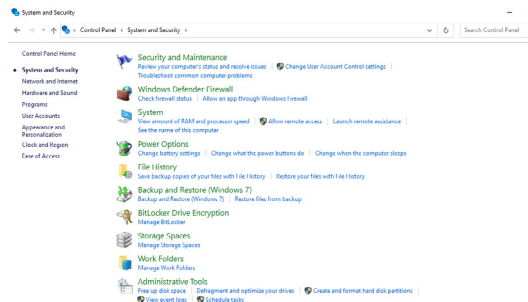 System and Security
Control Panel > System and Security >
Search Control Panel
Control Panel Home
System and Security
Network and Internet
Hardware and Sound
Programs
User Accounts
Appearance and
Personalization
Clock and Region
Ease of Access
Security and Maintenance
Review your computer's status and resolve issues | Change User Account Control settings |
Troubleshoot common computer problems
Windows Defender Firewall
Check firewall status | Allow an app through Windows Firewall
System
View amount of RAM and processor speed | Allow remote access | Launch remote assistance |
See the name of this computer
Power Options
Change battery settings | Change what the power buttons do | Change when the computer sleeps
File History
Save backup copies of your files with File History | Restore your files with File History
Backup and Restore (Windows 7)
Backup and Restore (Windows 7) | Restore files from backup
BitLocker Drive Encryption
Manage BitLocker
Storage Spaces
Manage Storage Spaces
Work Folders
Manage Work Folders
Administrative Tools
Free up disk space | Defragment and optimize your drives | Create and format hard disk partitions |
View event logs | Schedule tasks